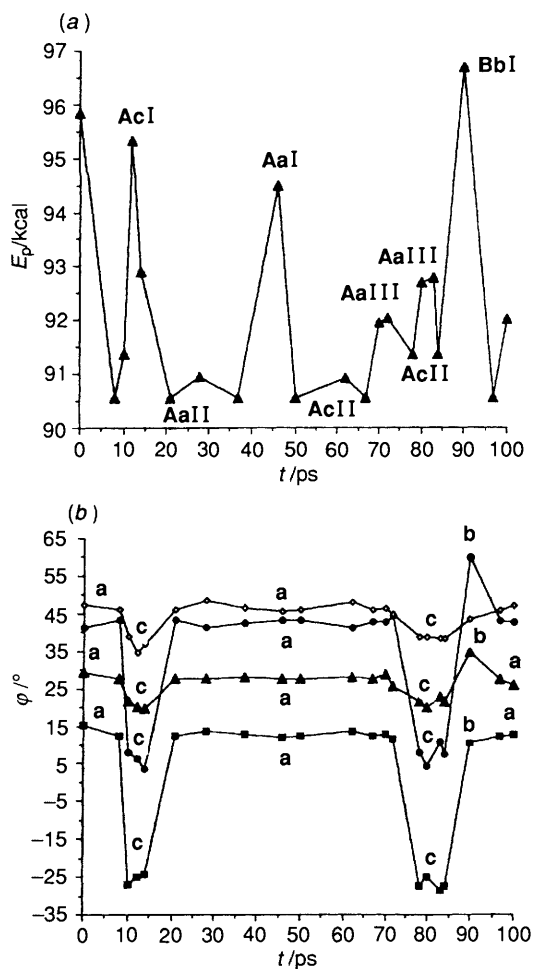 (a)
97
96
95
94
93
92
91
90
Ep/kcal
AcI
AaI
BbI
AaIII
AaIII
AcII
AaII
AcII
0 10 20 30 40 50 60 70 80 90 100
t/ps
(b)
65
55
45
35
25
15
5
−5
−15
−25
−35
φ/°
a c a c b
a
a c a c b a
a c a c b a
c c
0 10 20 30 40 50 60 70 80 90 100
t/ps